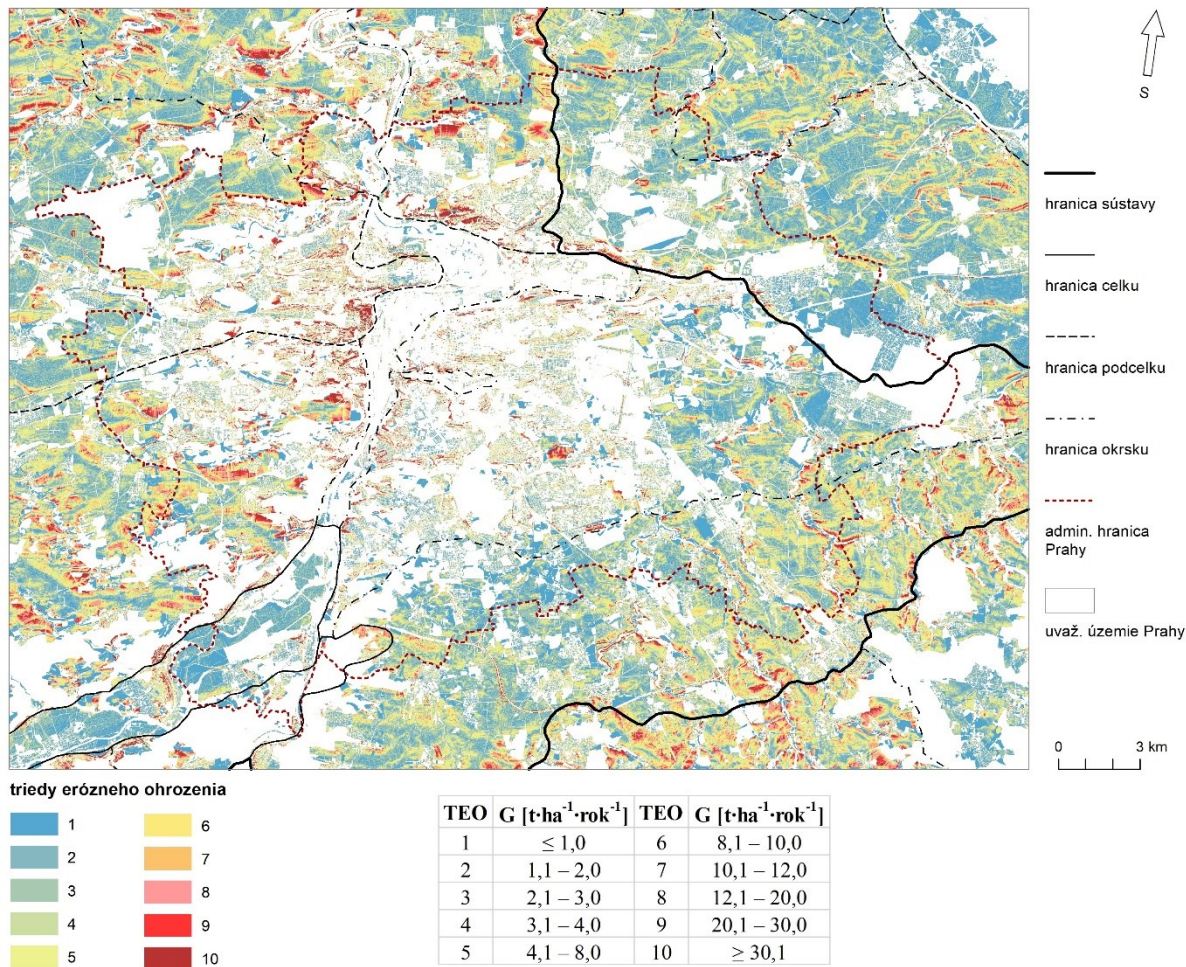 S
hranica sústavy
hranica celku
hranica podcelku
hranica okrsku
admin. hranica
Prahy
uvaž. územie Prahy
0 3 km
triedy erózneho ohrozenia
1 6
2 7
3 8
4 9
5 10
TEO G [t·ha⁻¹·rok⁻¹] TEO G [t·ha⁻¹·rok⁻¹]
1 ≤ 1,0 6 8,1 – 10,0
2 1,1 – 2,0 7 10,1 – 12,0
3 2,1 – 3,0 8 12,1 – 20,0
4 3,1 – 4,0 9 20,1 – 30,0
5 4,1 – 8,0 10 ≥ 30,1